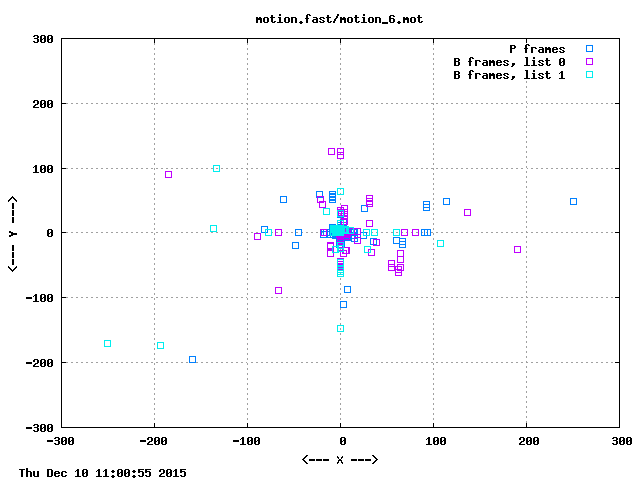 motion.fast/motion_6.mot
300
200
100
0
-100
-200
-300
-300 -200 -100 0 100 200 300
<--- Y --->
<--- X --->
P frames
B frames, list 0
B frames, list 1
Thu Dec 10 11:00:55 2015